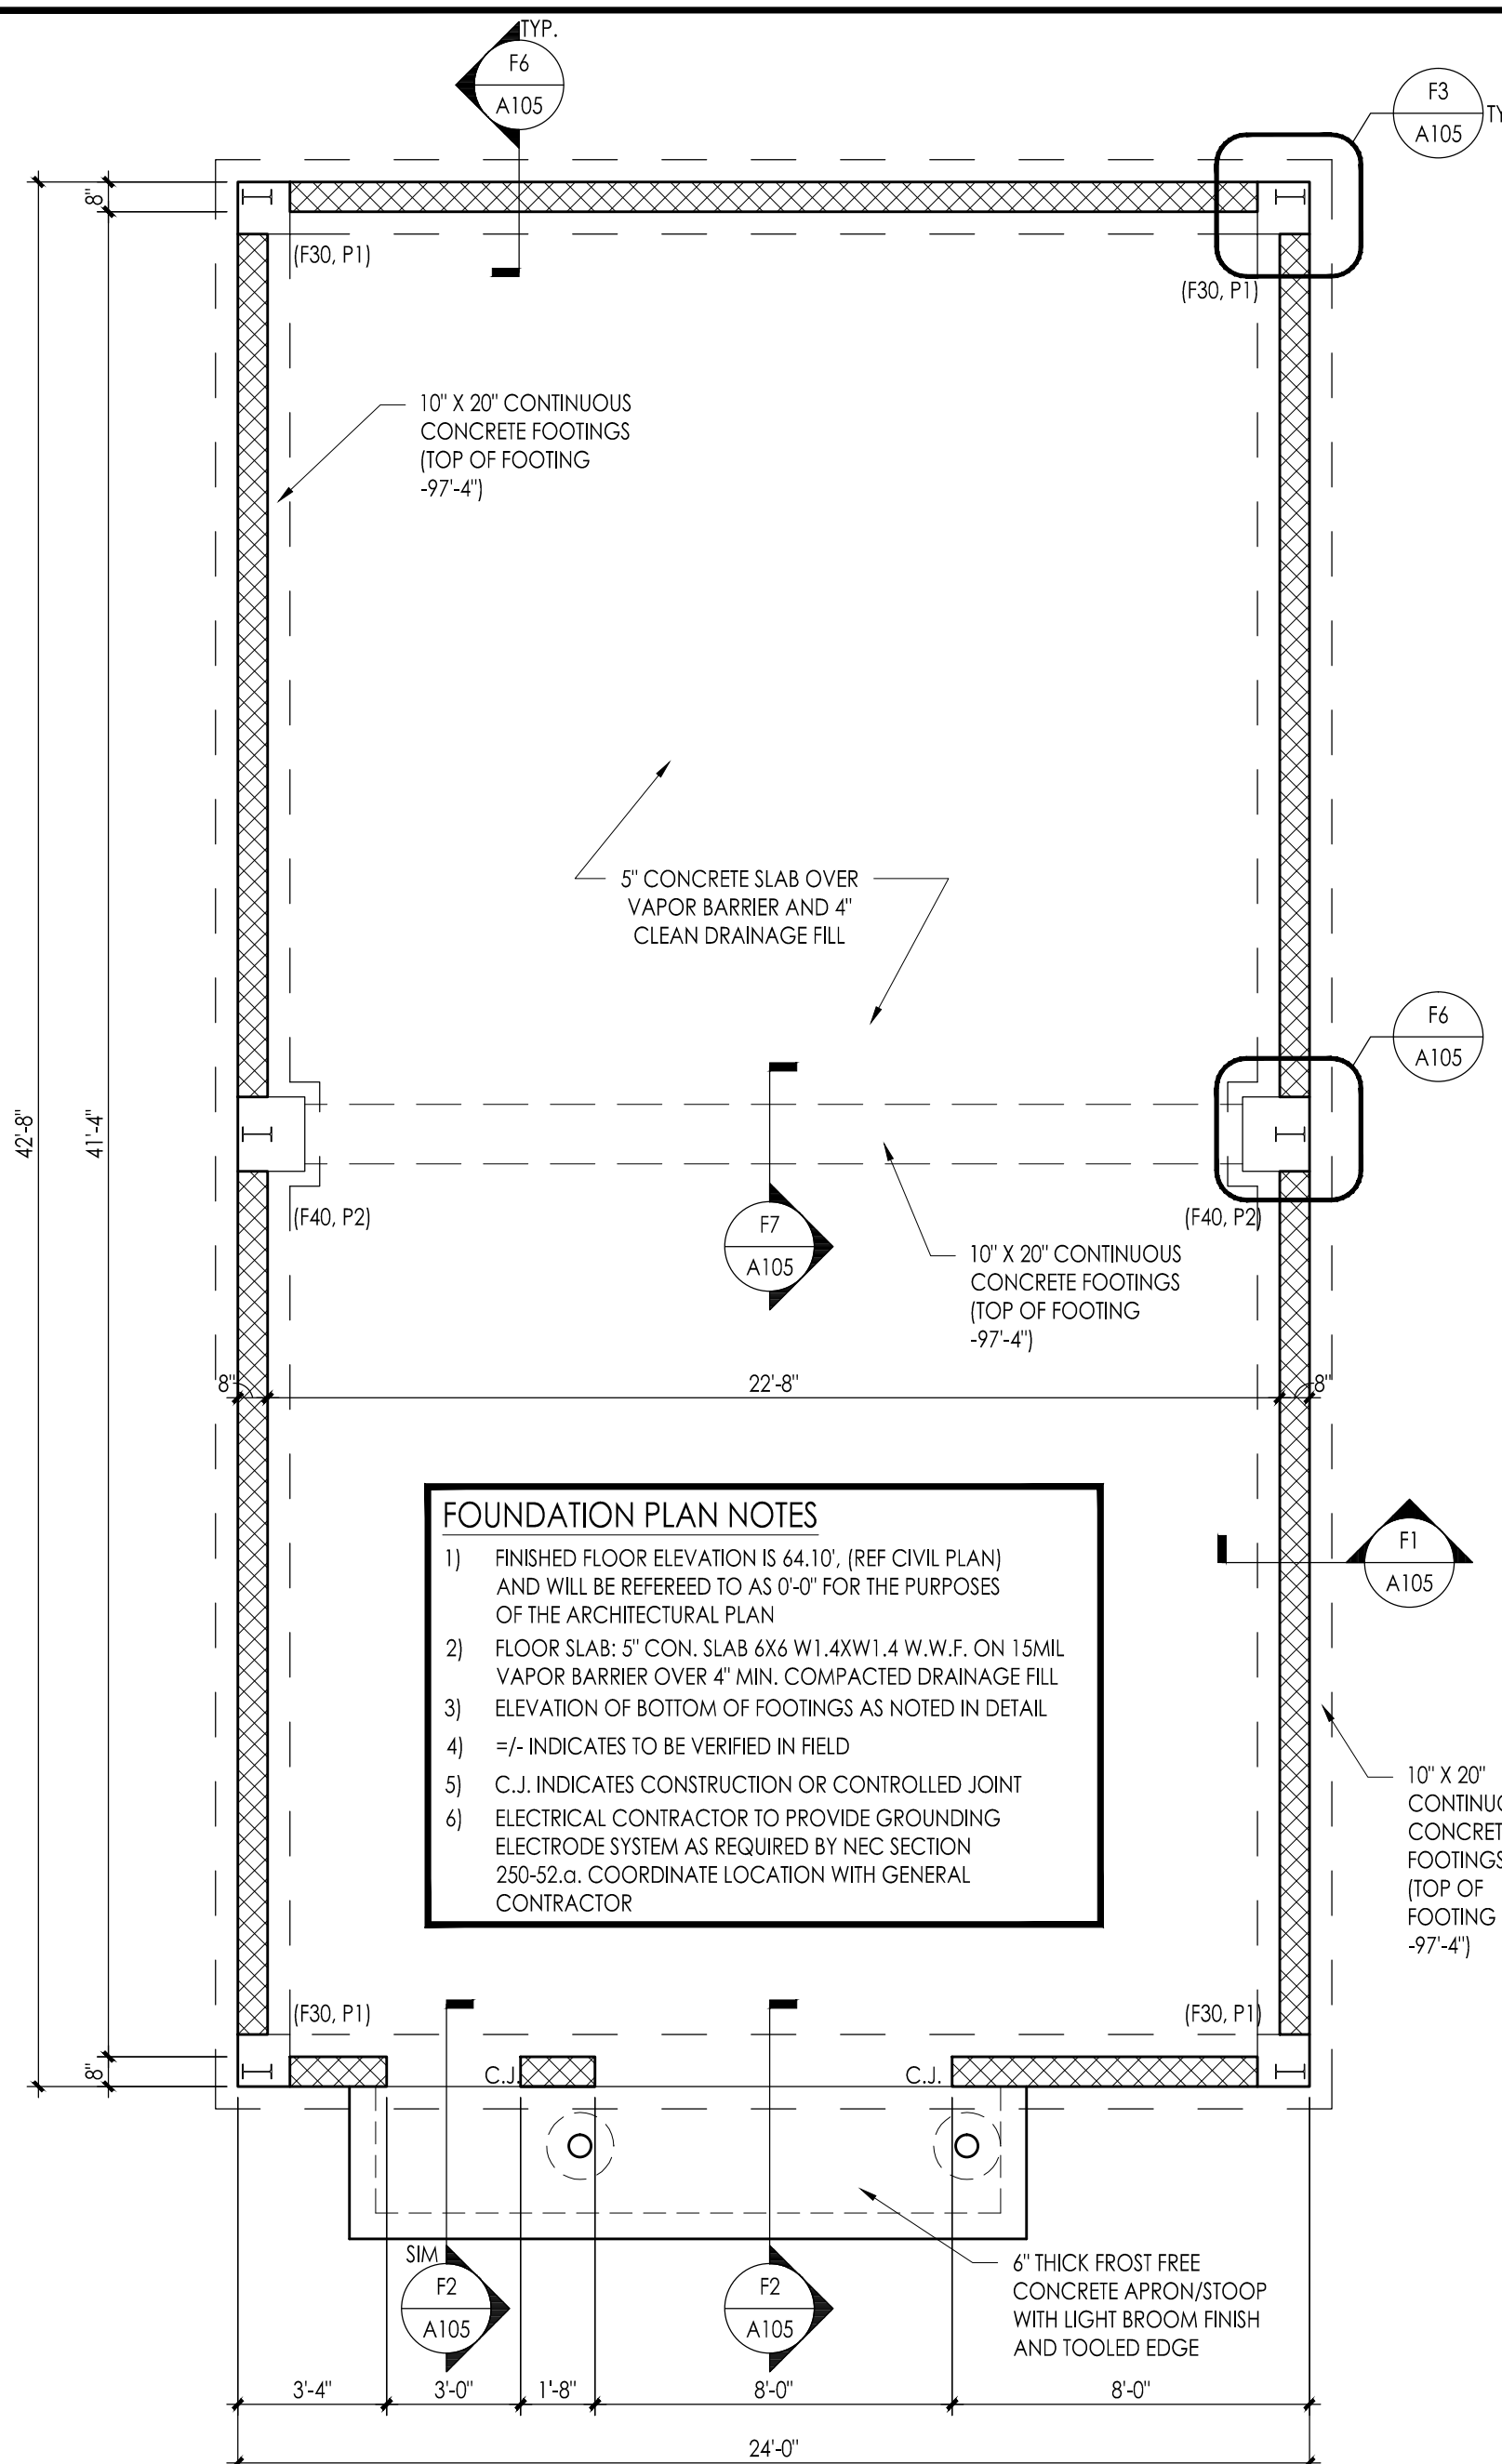 TYP.
F6
A105
F3
A105
TY
8"
(F30, P1)
(F30, P1)
10" X 20" CONTINUOUS
CONCRETE FOOTINGS
(TOP OF FOOTING
-97'-4")
5" CONCRETE SLAB OVER
VAPOR BARRIER AND 4"
CLEAN DRAINAGE FILL
F6
A105
42'-8"
41'-4"
(F40, P2)
F7
A105
(F40, P2)
10" X 20" CONTINUOUS
CONCRETE FOOTINGS
(TOP OF FOOTING
-97'-4")
8"
22'-8"
8"
FOUNDATION PLAN NOTES
1) FINISHED FLOOR ELEVATION IS 64.10', (REF CIVIL PLAN)
AND WILL BE REFEREED TO AS 0'-0" FOR THE PURPOSES
OF THE ARCHITECTURAL PLAN
2) FLOOR SLAB: 5" CON. SLAB 6X6 W1.4XW1.4 W.W.F. ON 15MIL
VAPOR BARRIER OVER 4" MIN. COMPACTED DRAINAGE FILL
3) ELEVATION OF BOTTOM OF FOOTINGS AS NOTED IN DETAIL
4) =/- INDICATES TO BE VERIFIED IN FIELD
5) C.J. INDICATES CONSTRUCTION OR CONTROLLED JOINT
6) ELECTRICAL CONTRACTOR TO PROVIDE GROUNDING
ELECTRODE SYSTEM AS REQUIRED BY NEC SECTION
250-52.a. COORDINATE LOCATION WITH GENERAL
CONTRACTOR
F1
A105
10" X 20"
CONTINUO
CONCRET
FOOTINGS
(TOP OF
FOOTING
-97'-4")
(F30, P1)
(F30, P1)
8"
C.J.
C.J.
SIM
F2
A105
F2
A105
6" THICK FROST FREE
CONCRETE APRON/STOOP
WITH LIGHT BROOM FINISH
AND TOOLED EDGE
3'-4"
3'-0"
1'-8"
8'-0"
8'-0"
24'-0"